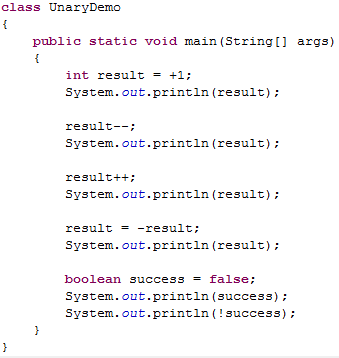 class UnaryDemo
{
    public static void main(String[] args)
    {
        int result = +1;
        System.out.println(result);

        result--;
        System.out.println(result);

        result++;
        System.out.println(result);

        result = -result;
        System.out.println(result);

        boolean success = false;
        System.out.println(success);
        System.out.println(!success);
    }
}